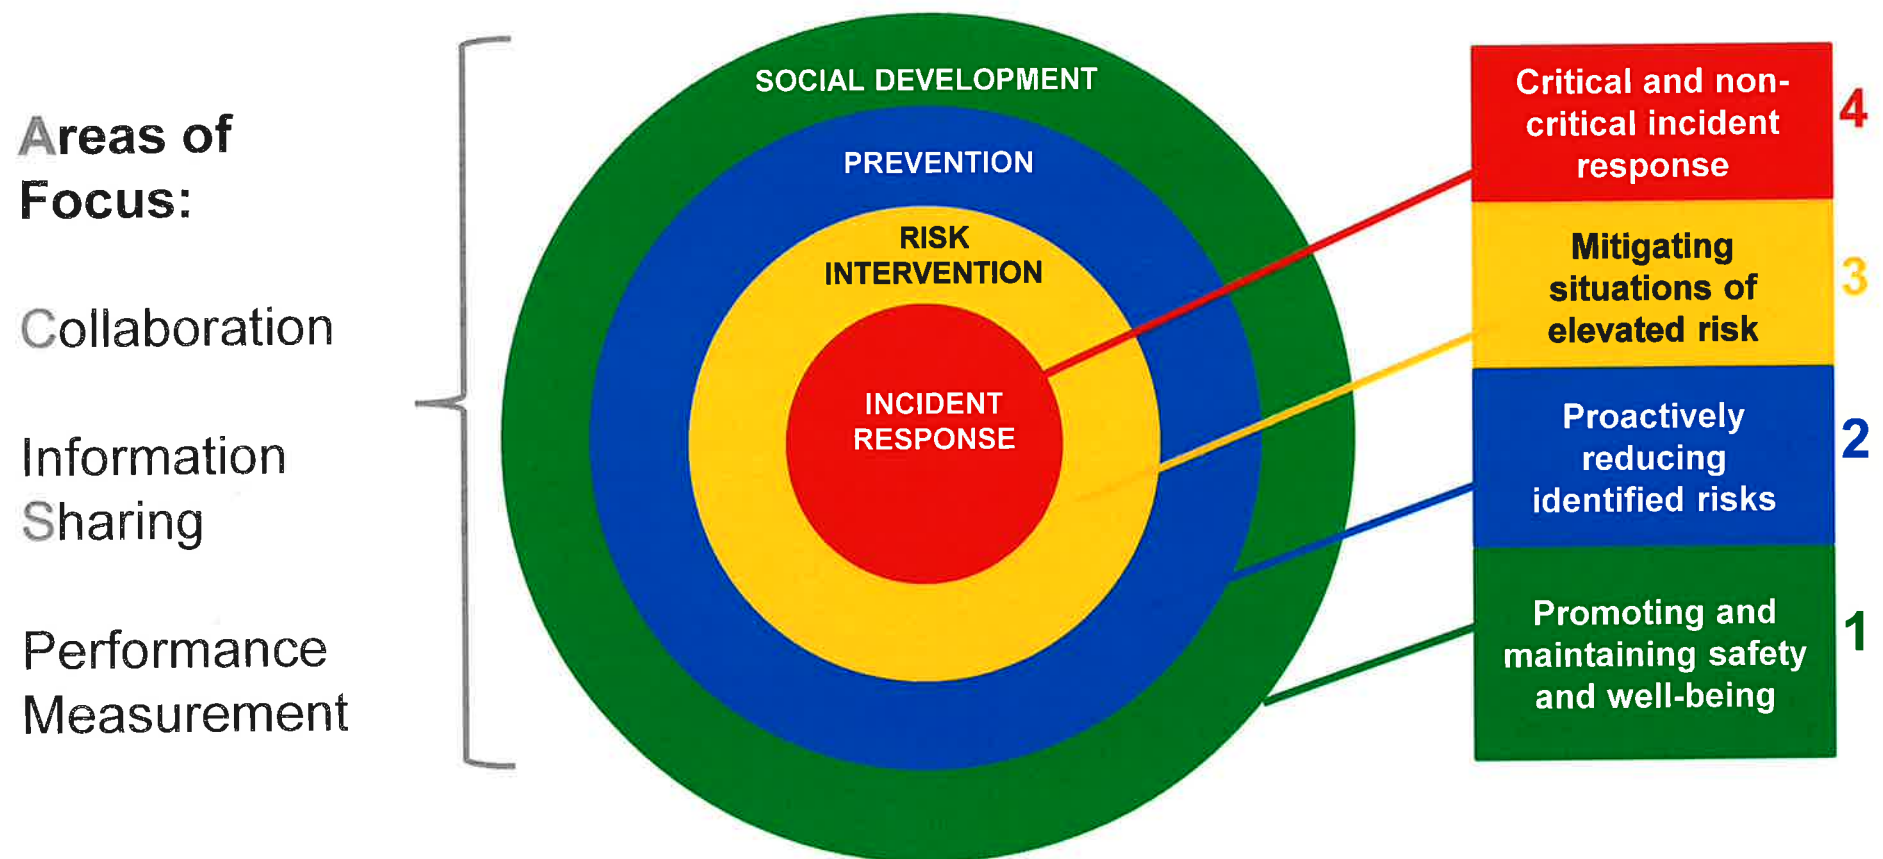 Areas of
Focus:
Collaboration
Information
Sharing
Performance
Measurement
SOCIAL DEVELOPMENT
PREVENTION
RISK
INTERVENTION
INCIDENT
RESPONSE
Critical and non-
critical incident
response
4
Mitigating
situations of
elevated risk
3
Proactively
reducing
identified risks
2
Promoting and
maintaining safety
and well-being
1